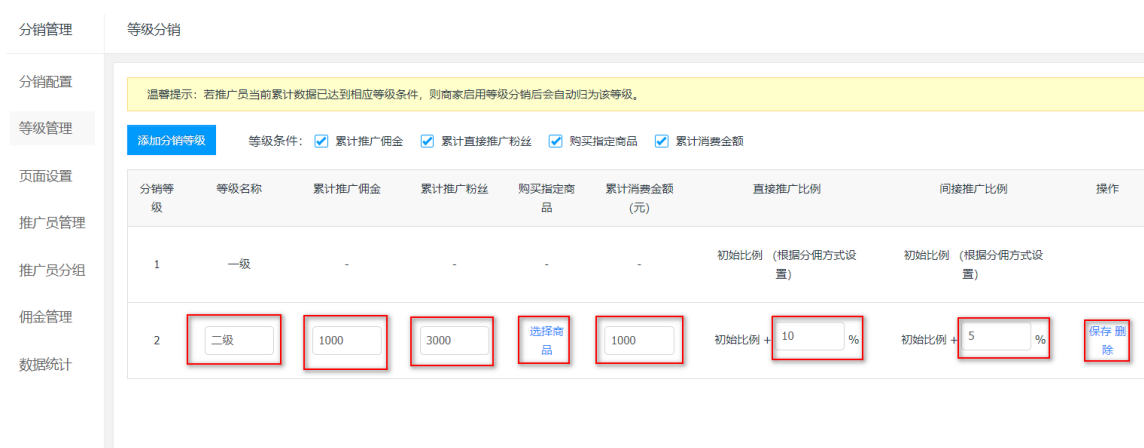 分销管理
等级分销
分销配置
等级管理
页面设置
推广员管理
推广员分组
佣金管理
数据统计
温馨提示：若推广员当前累计数据已达到相应等级条件，则商家启用等级分销后会自动归为该等级。
添加分销等级 等级条件： 累计推广佣金 累计直接推广粉丝 购买指定商品 累计消费金额
分销等级 等级名称 累计推广佣金 累计推广粉丝 购买指定商品 累计消费金额(元) 直接推广比例 间接推广比例 操作
1 一级 - - - - 初始比例 （根据分佣方式设置） 初始比例 （根据分佣方式设置）
2 二级 1000 3000 选择商品 1000 初始比例 + 10 % 初始比例 + 5 % 保存 删除